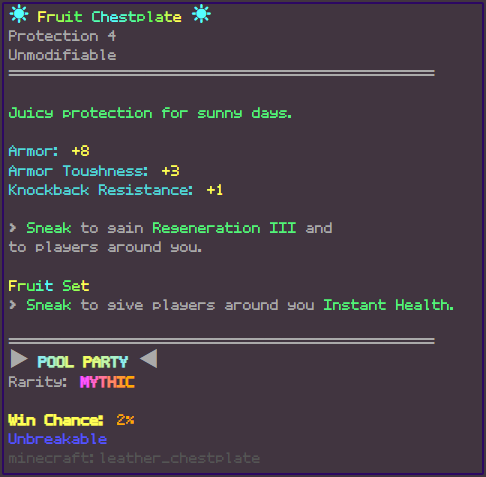 ☀ Fruit Chestplate ☀
Protection 4
Unmodifiable
Juicy protection for sunny days.
Armor: +8
Armor Toughness: +3
Knockback Resistance: +1
> Sneak to gain Regeneration III and
to players around you.
Fruit Set
> Sneak to give players around you Instant Health.
▶ POOL PARTY ◀
Rarity: MYTHIC
Win Chance: 2%
Unbreakable
minecraft:leather_chestplate